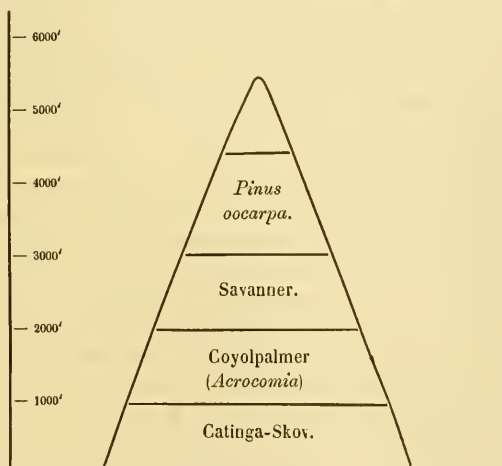 6000'
5000'
4000'
Pinus
oocarpa.
3000'
Savanner.
2000'
Coyolpalmer
(Acrocomia)
1000'
Catinga-Skov.